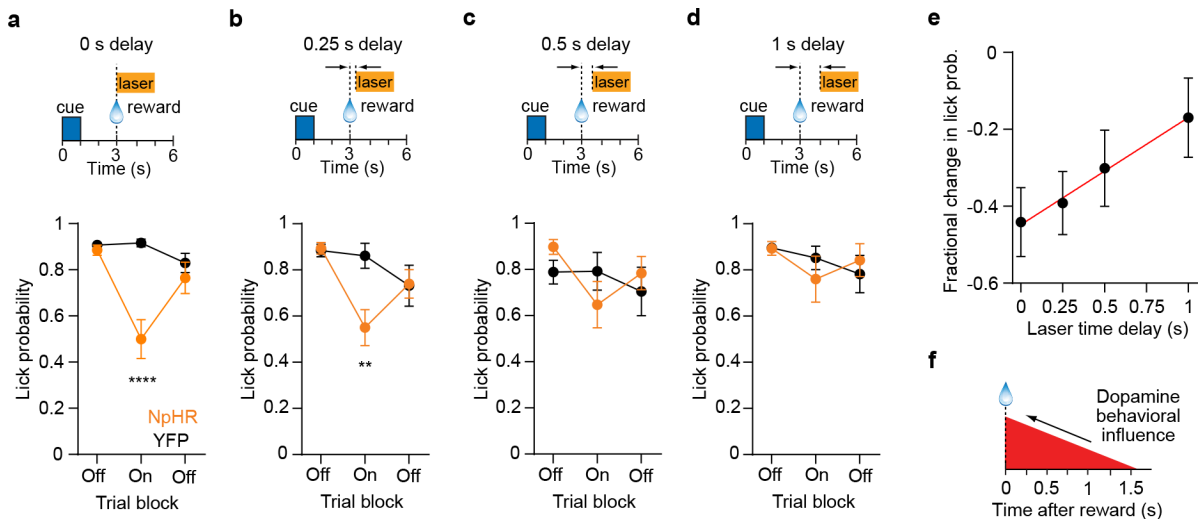 a
0 s delay
laser
cue
reward
0 3 6
Time (s)
1
0.8
0.6
0.4
0.2
0
Lick probability
****
NpHR
YFP
Off On Off
Trial block
b
0.25 s delay
laser
cue
reward
0 3 6
Time (s)
1
0.8
0.6
0.4
0.2
0
Lick probability
**
Off On Off
Trial block
c
0.5 s delay
laser
cue
reward
0 3 6
Time (s)
1
0.8
0.6
0.4
0.2
0
Lick probability
Off On Off
Trial block
d
1 s delay
laser
cue
reward
0 3 6
Time (s)
1
0.8
0.6
0.4
0.2
0
Lick probability
Off On Off
Trial block
e
0
-0.2
-0.4
-0.6
Fractional change in lick prob.
0 0.25 0.5 0.75 1
Laser time delay (s)
f
Dopamine
behavioral
influence
0 0.5 1.0 1.5
Time after reward (s)